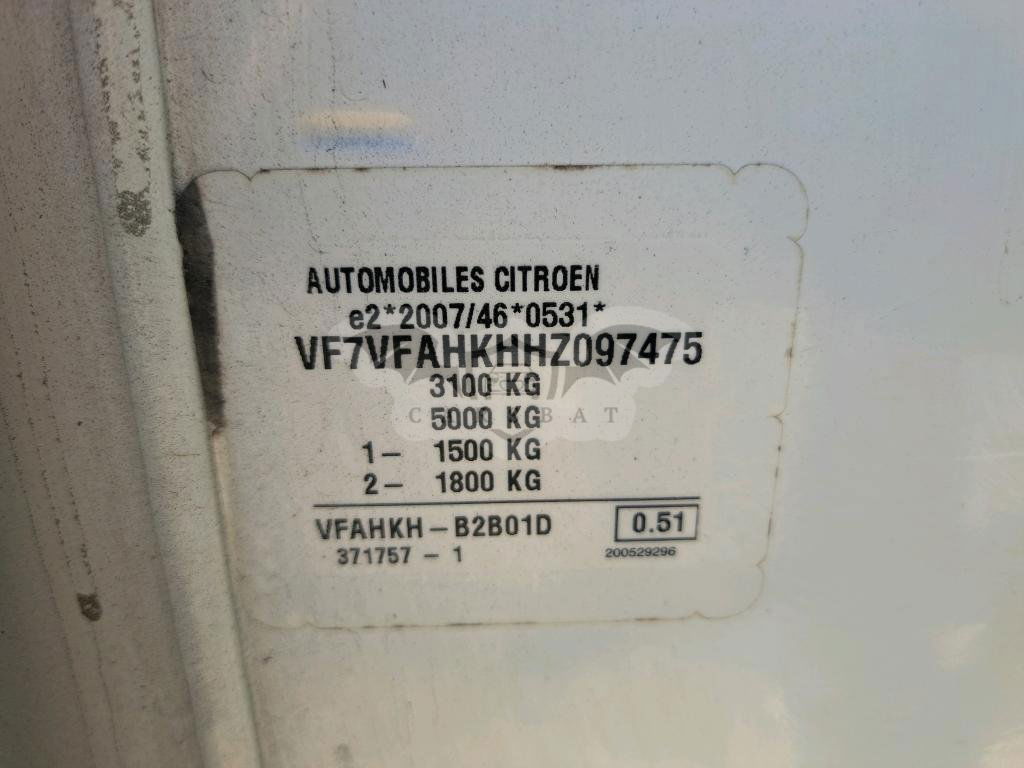 AUTOMOBILES CITROEN
e2*2007/46*0531*
VF7VFAHKHHZ097475
3100 KG
5000 KG
1- 1500 KG
2- 1800 KG
VFAHKH-B2B01D 0.51
371757 - 1 200529296